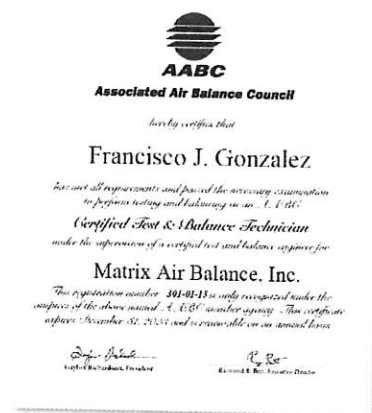 AABC
Associated Air Balance Council
hereby certifies that
Francisco J. Gonzalez
has met all requirements and passed the necessary examination
to perform testing and balancing as an AABC
Certified Test & Balance Technician
under the supervision of a certified test and balance engineer for
Matrix Air Balance, Inc.
This registration number 301-01-15 is only recognized under the
auspices of the above named AABC member agency. This certificate
expires December 31, and is renewable on an annual basis
President
Raymond B. Executive Director